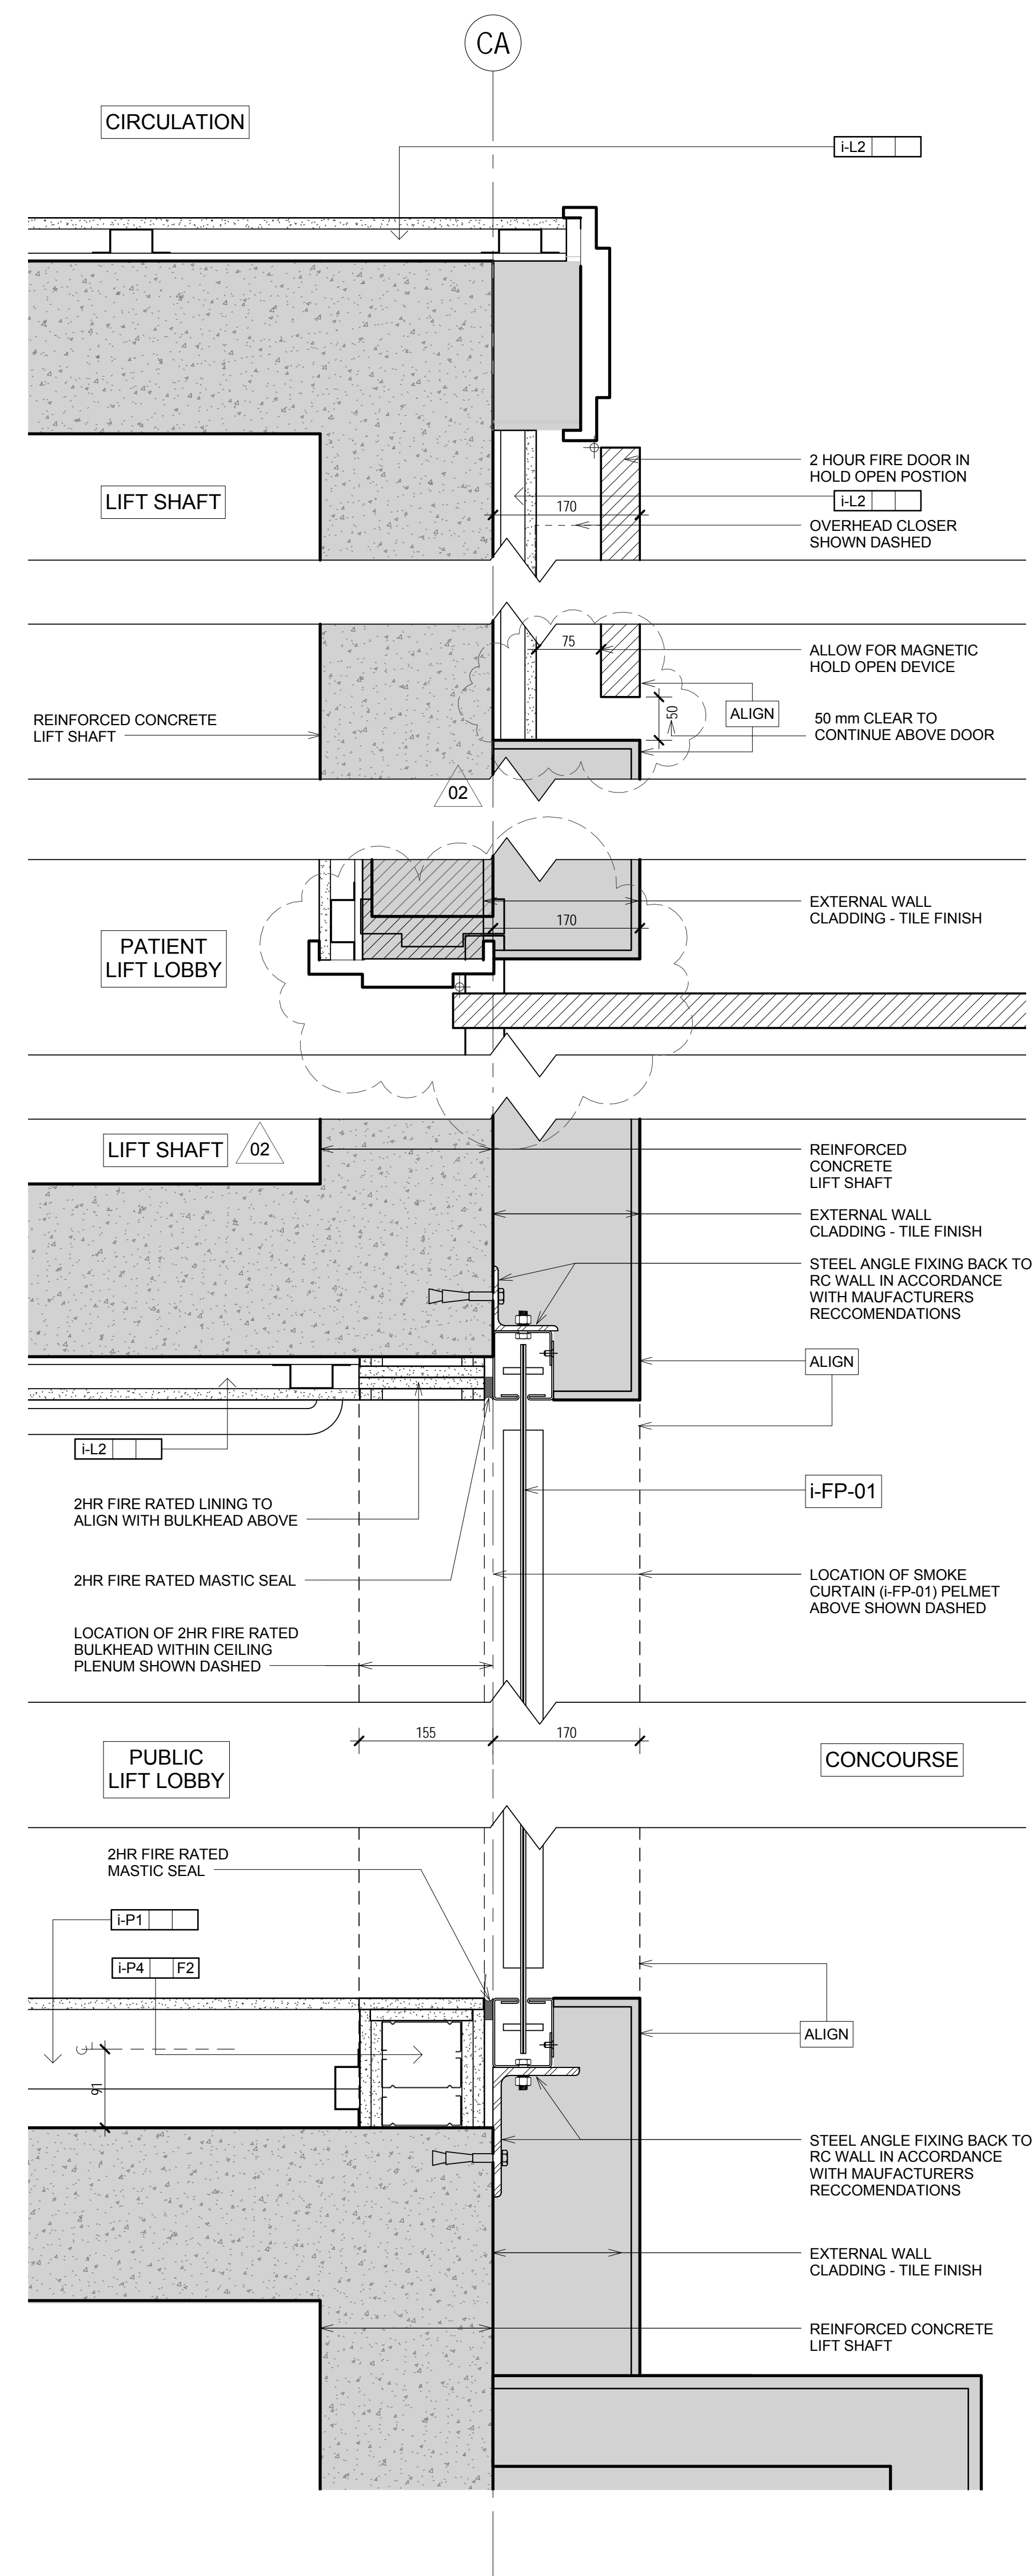 CA
CIRCULATION
i-L2
2 HOUR FIRE DOOR IN
HOLD OPEN POSTION
LIFT SHAFT
i-L2
170
OVERHEAD CLOSER
SHOWN DASHED
75
ALLOW FOR MAGNETIC
HOLD OPEN DEVICE
REINFORCED CONCRETE
LIFT SHAFT
50
ALIGN
50 mm CLEAR TO
CONTINUE ABOVE DOOR
02
EXTERNAL WALL
CLADDING - TILE FINISH
170
PATIENT
LIFT LOBBY
LIFT SHAFT
02
REINFORCED
CONCRETE
LIFT SHAFT
EXTERNAL WALL
CLADDING - TILE FINISH
STEEL ANGLE FIXING BACK TO
RC WALL IN ACCORDANCE
WITH MAUFACTURERS
RECCOMENDATIONS
ALIGN
i-L2
i-FP-01
2HR FIRE RATED LINING TO
ALIGN WITH BULKHEAD ABOVE
2HR FIRE RATED MASTIC SEAL
LOCATION OF SMOKE
CURTAIN (i-FP-01) PELMET
ABOVE SHOWN DASHED
LOCATION OF 2HR FIRE RATED
BULKHEAD WITHIN CEILING
PLENUM SHOWN DASHED
155
170
PUBLIC
LIFT LOBBY
CONCOURSE
2HR FIRE RATED
MASTIC SEAL
i-P1
i-P4 F2
ALIGN
91
STEEL ANGLE FIXING BACK TO
RC WALL IN ACCORDANCE
WITH MAUFACTURERS
RECCOMENDATIONS
EXTERNAL WALL
CLADDING - TILE FINISH
REINFORCED CONCRETE
LIFT SHAFT